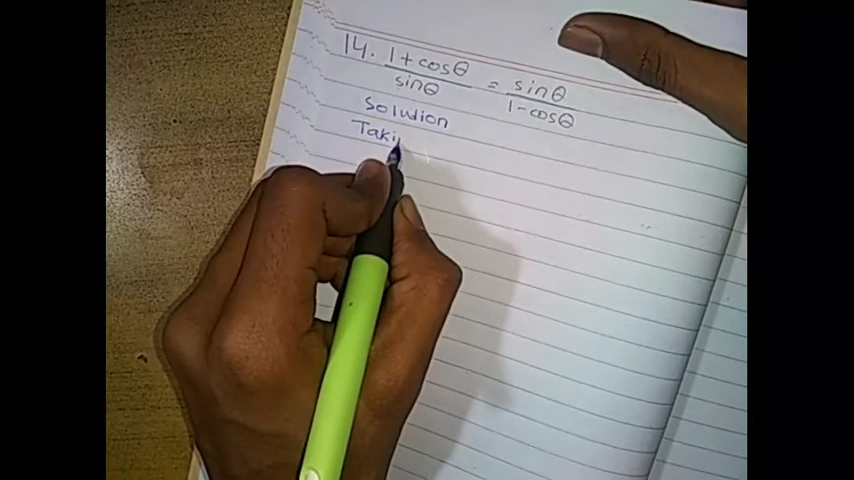 14. 1 + cosθ / sinθ = sinθ / 1 - cosθ
Solution
Taki